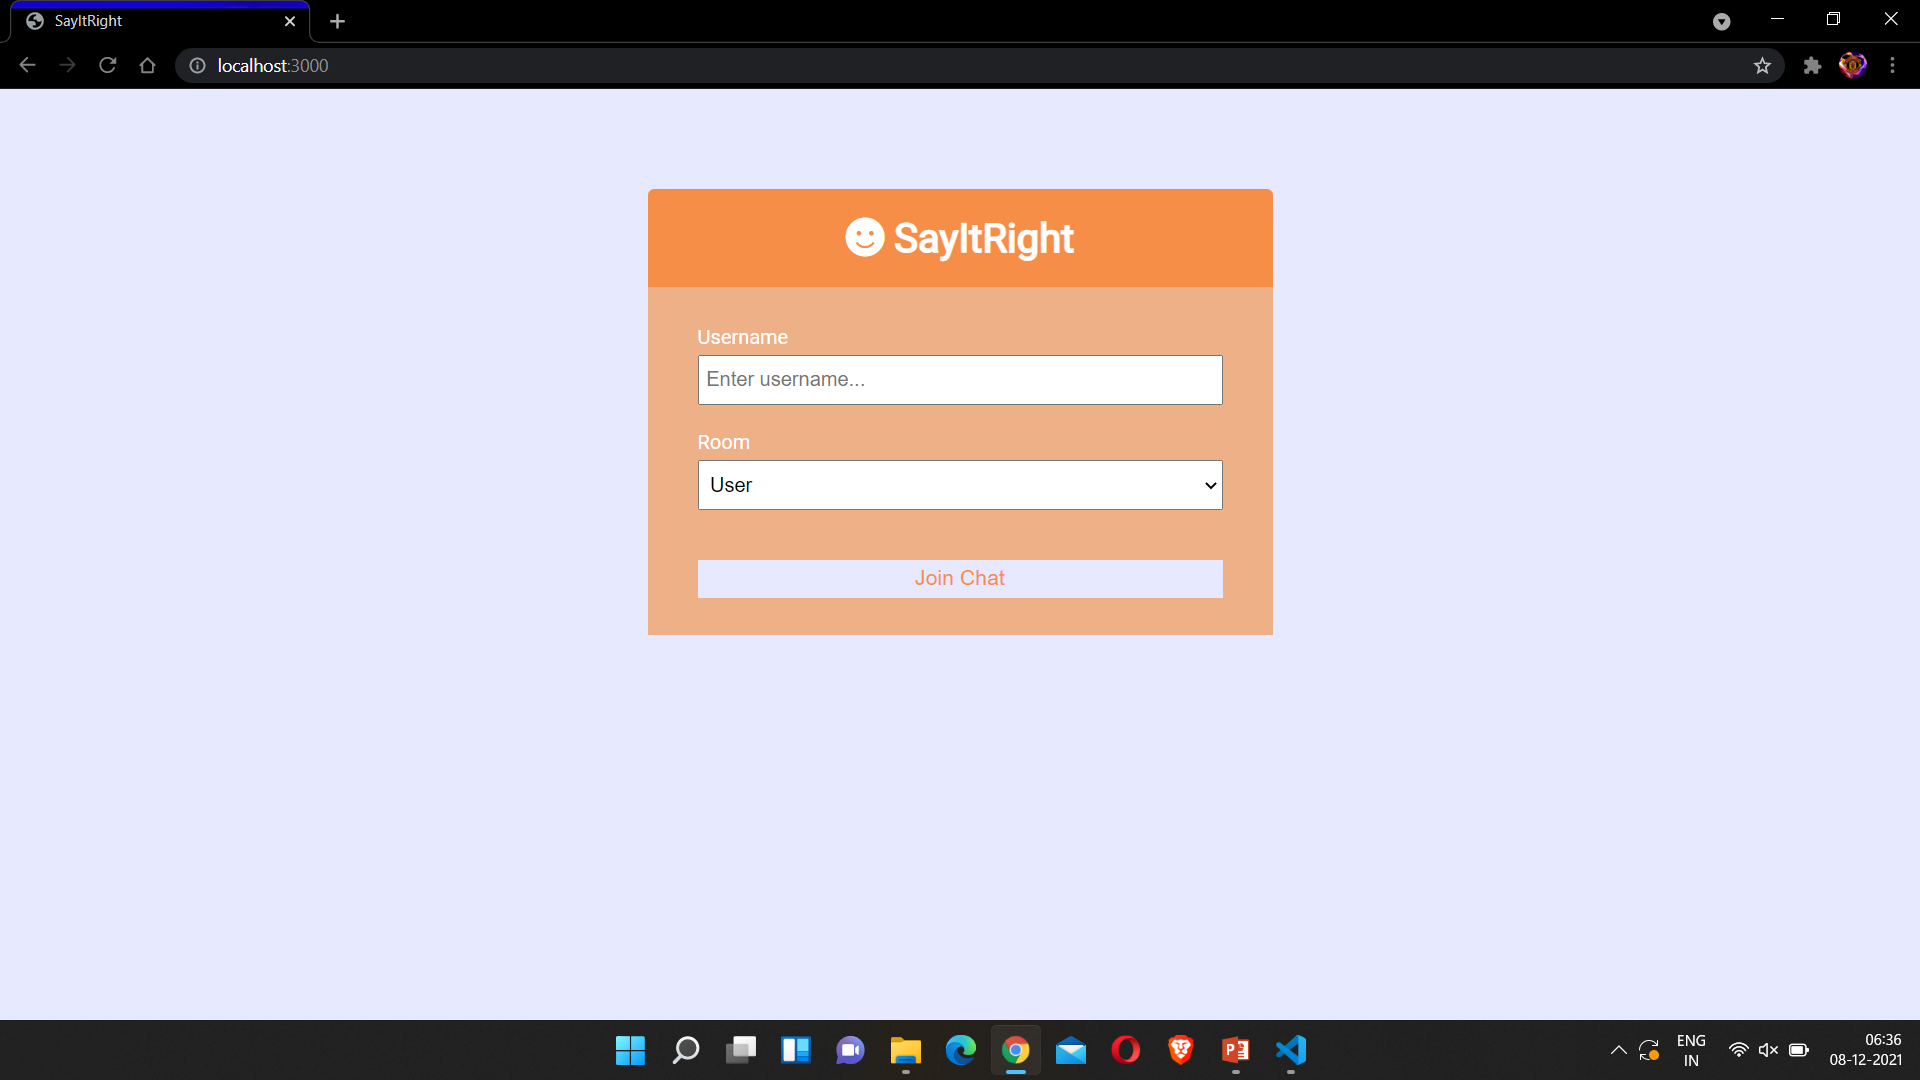 SayItRight
localhost:3000
SayItRight
Username
Enter username...
Room
User
Join Chat
ENG
IN
06:36
08-12-2021